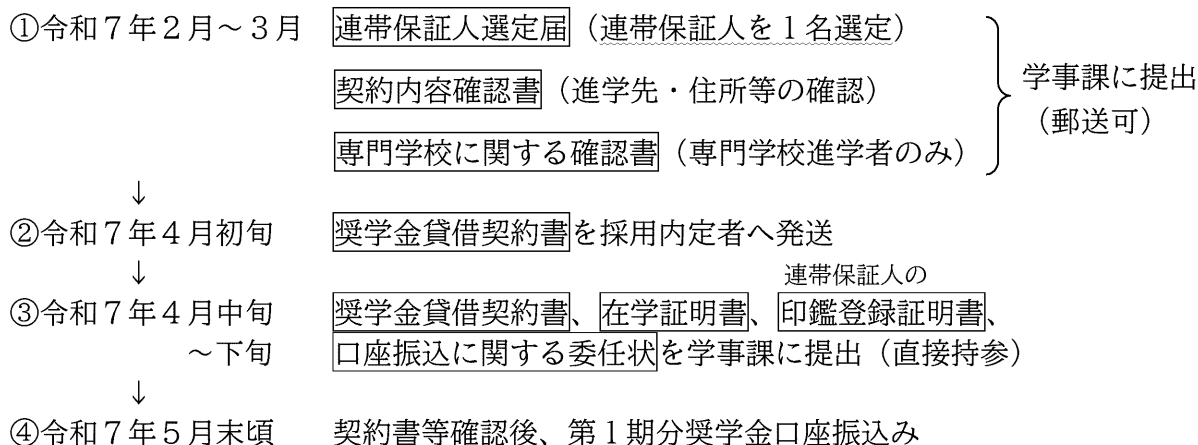 ①令和７年２月～３月　連帯保証人選定届（連帯保証人を１名選定）
契約内容確認書（進学先・住所等の確認）
専門学校に関する確認書（専門学校進学者のみ）
学事課に提出
（郵送可）
↓
②令和７年４月初旬　奨学金貸借契約書を採用内定者へ発送
↓
連帯保証人の
③令和７年４月中旬　奨学金貸借契約書、在学証明書、印鑑登録証明書、
～下旬　口座振込に関する委任状を学事課に提出（直接持参）
↓
④令和７年５月末頃　契約書等確認後、第１期分奨学金口座振込み